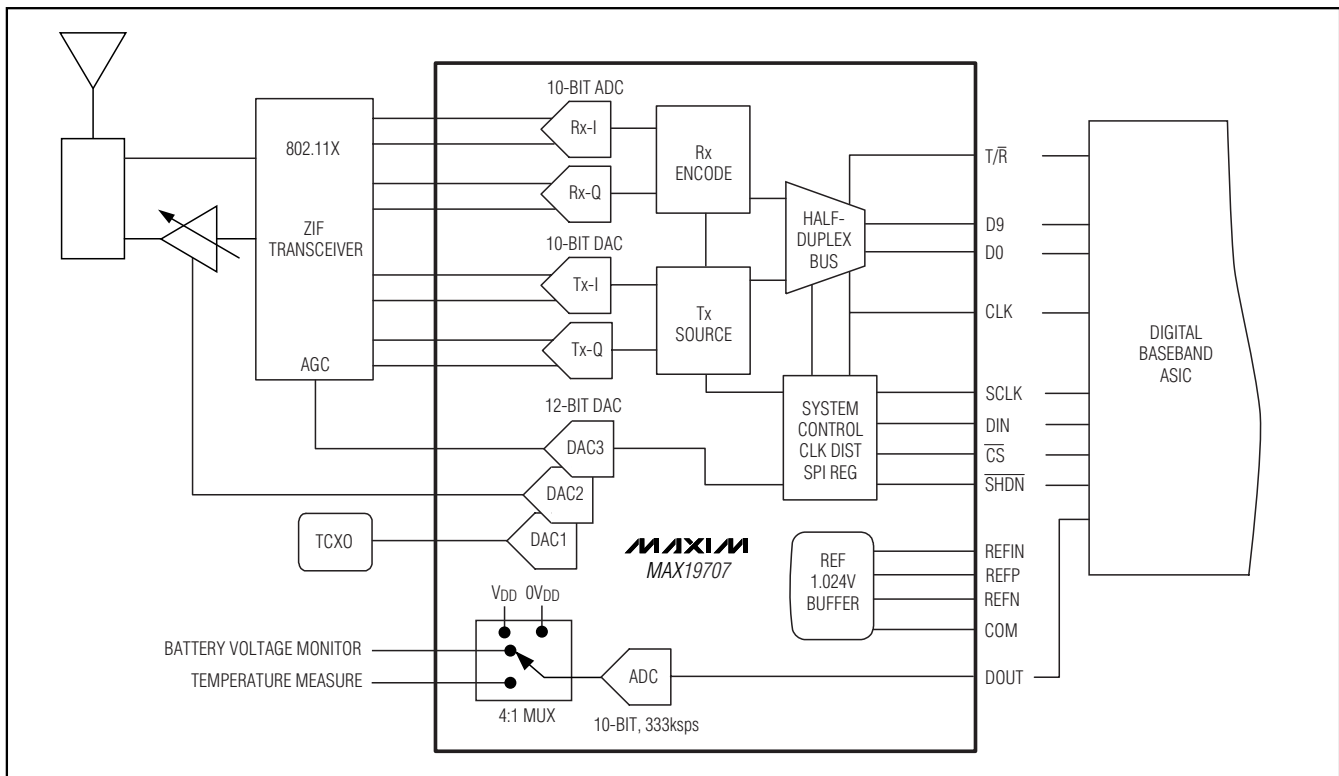 10-BIT ADC
802.11X
ZIF
TRANSCEIVER
AGC
Rx-I
Rx-Q
10-BIT DAC
Tx-I
Tx-Q
Rx
ENCODE
Tx
SOURCE
HALF-
DUPLEX
BUS
T/R̅
D9
D0
CLK
DIGITAL
BASEBAND
ASIC
12-BIT DAC
DAC3
DAC2
DAC1
TCXO
SYSTEM
CONTROL
CLK DIST
SPI REG
SCLK
DIN
C̅S̅
S̅H̅D̅N̅
MAXIM
MAX19707
REF
1.024V
BUFFER
REFIN
REFP
REFN
COM
VDD 0VDD
BATTERY VOLTAGE MONITOR
TEMPERATURE MEASURE
4:1 MUX
ADC
10-BIT, 333ksps
DOUT